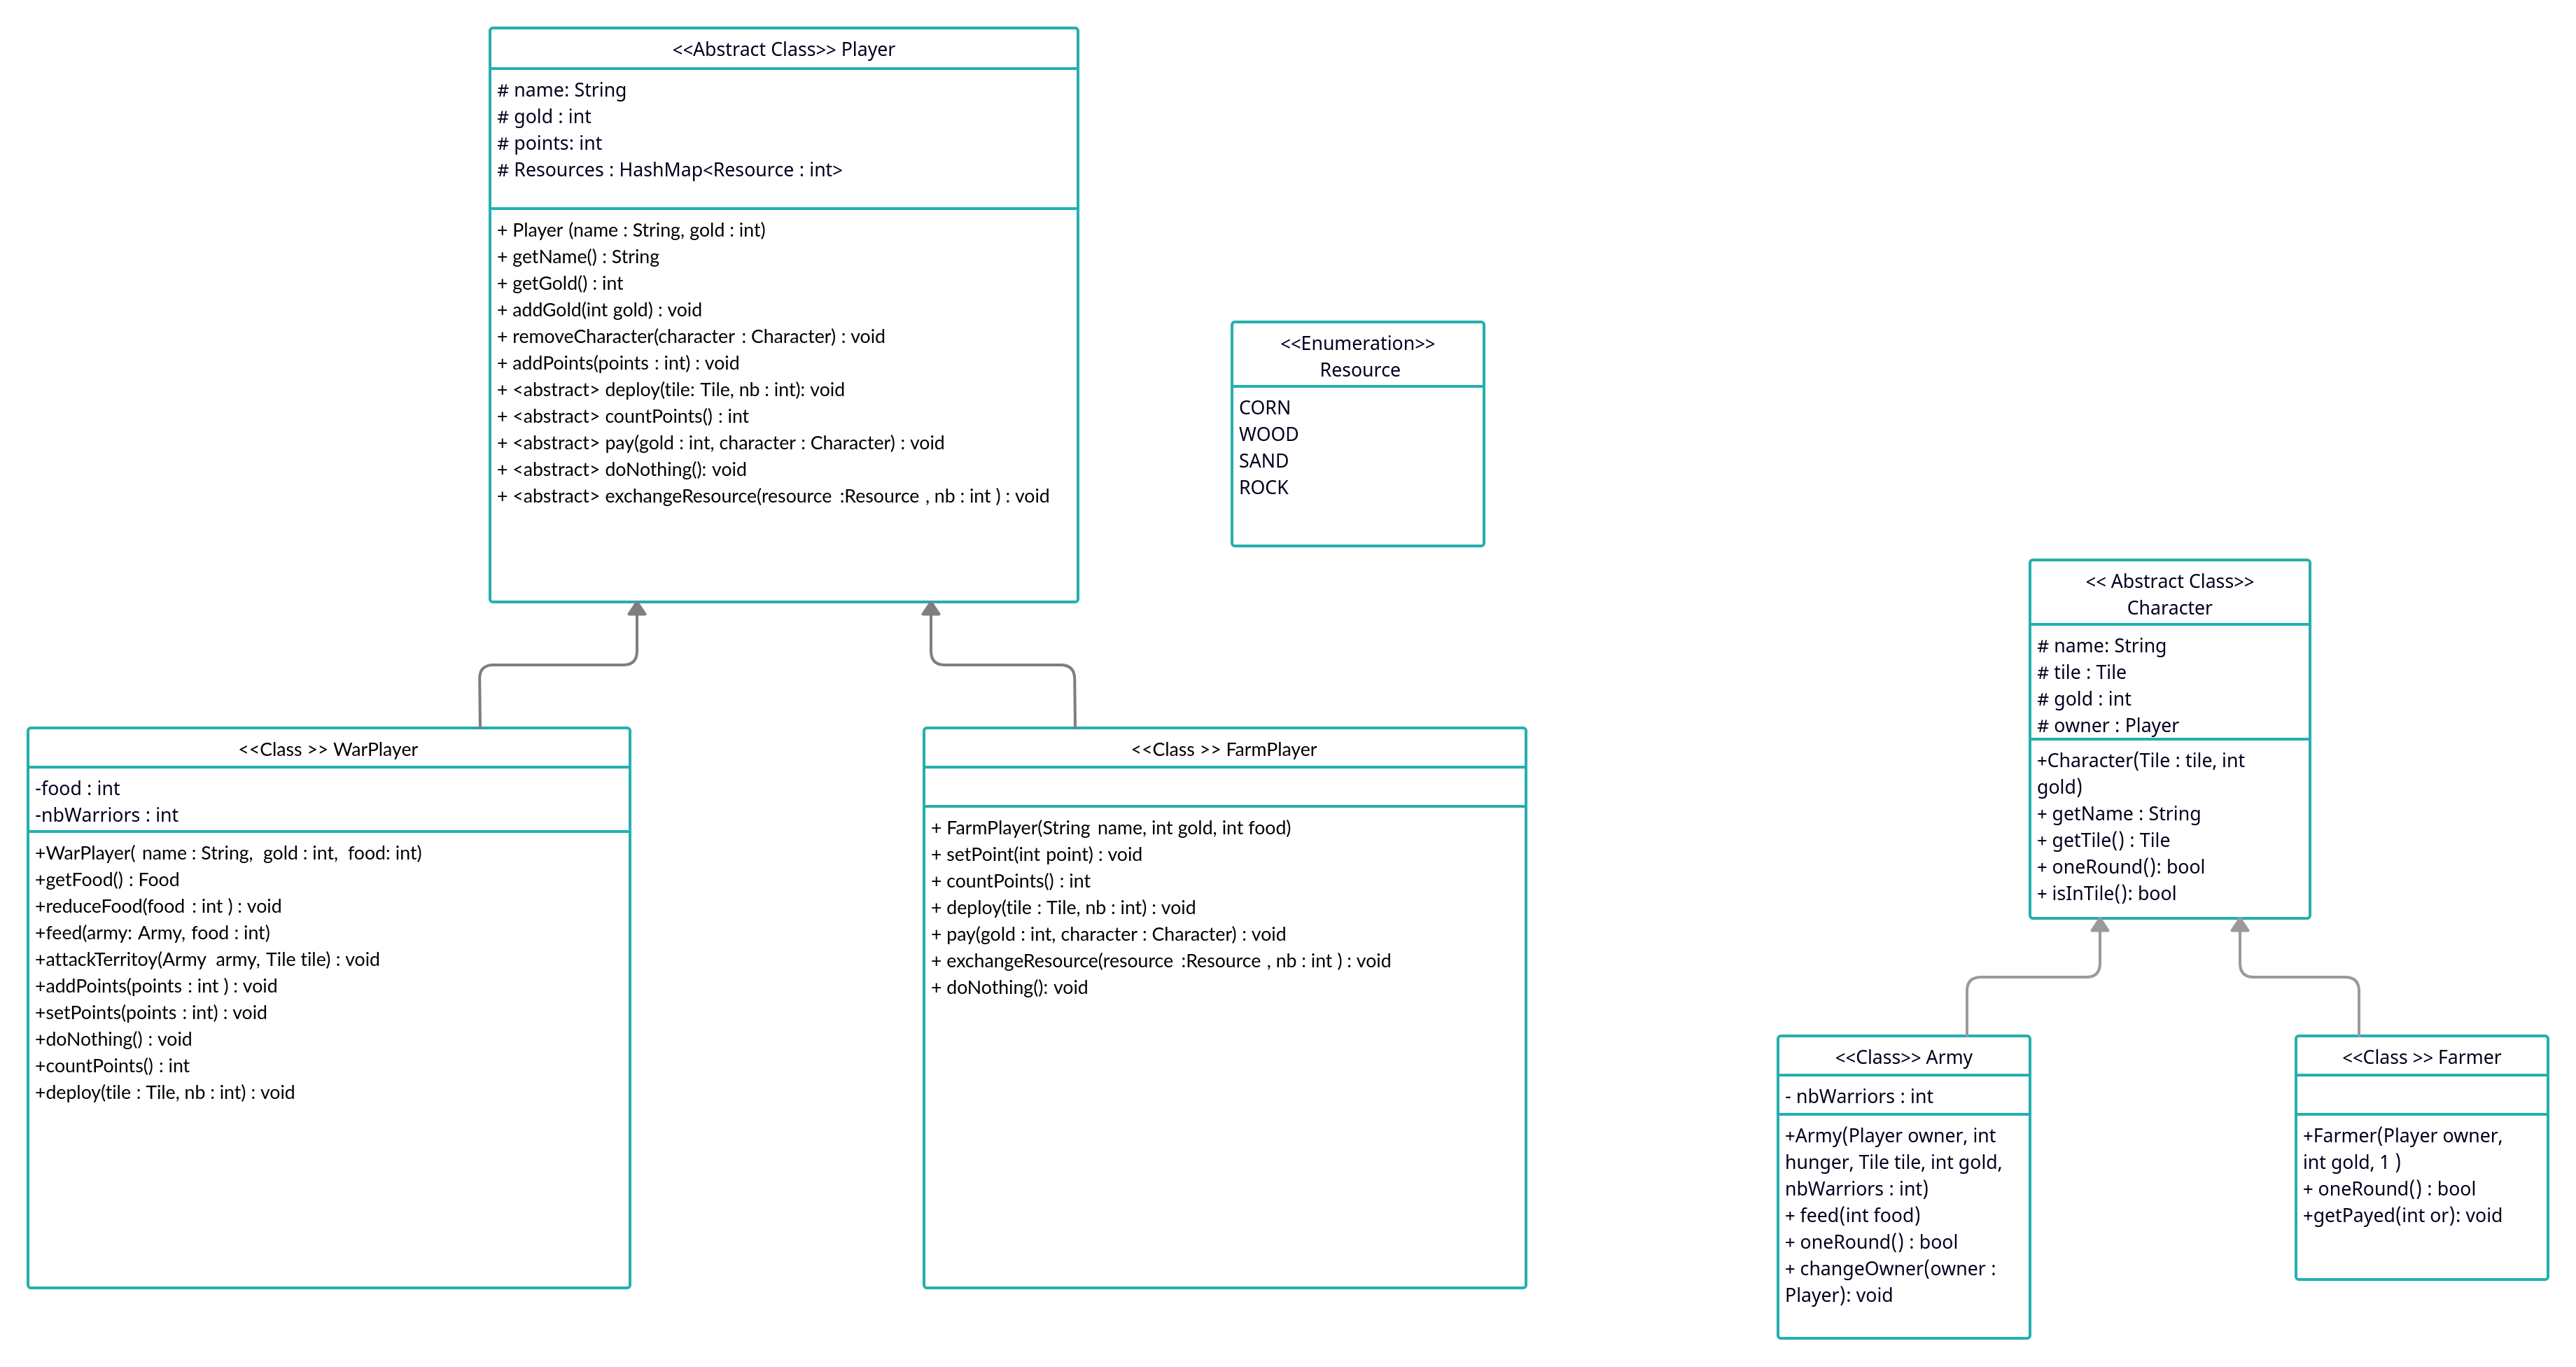 <<Abstract Class>> Player
# name: String
# gold : int
# points: int
# Resources : HashMap<Resource : int>
+ Player (name : String, gold : int)
+ getName() : String
+ getGold() : int
+ addGold(int gold) : void
+ removeCharacter(character : Character) : void
+ addPoints(points : int) : void
+ <abstract> deploy(tile: Tile, nb : int): void
+ <abstract> countPoints() : int
+ <abstract> pay(gold : int, character : Character) : void
+ <abstract> doNothing(): void
+ <abstract> exchangeResource(resource :Resource , nb : int ) : void
<<Enumeration>>
Resource
CORN
WOOD
SAND
ROCK
<< Abstract Class>>
Character
# name: String
# tile : Tile
# gold : int
# owner : Player
+Character(Tile : tile, int
gold)
+ getName : String
+ getTile() : Tile
+ oneRound(): bool
+ isInTile(): bool
<<Class >> WarPlayer
-food : int
-nbWarriors : int
+WarPlayer( name : String, gold : int, food: int)
+getFood() : Food
+reduceFood(food : int ) : void
+feed(army: Army, food : int)
+attackTerritoy(Army army, Tile tile) : void
+addPoints(points : int ) : void
+setPoints(points : int) : void
+doNothing() : void
+countPoints() : int
+deploy(tile : Tile, nb : int) : void
<<Class >> FarmPlayer
+ FarmPlayer(String name, int gold, int food)
+ setPoint(int point) : void
+ countPoints() : int
+ deploy(tile : Tile, nb : int) : void
+ pay(gold : int, character : Character) : void
+ exchangeResource(resource :Resource , nb : int ) : void
+ doNothing(): void
<<Class>> Army
- nbWarriors : int
+Army(Player owner, int
hunger, Tile tile, int gold,
nbWarriors : int)
+ feed(int food)
+ oneRound() : bool
+ changeOwner(owner :
Player): void
<<Class >> Farmer
+Farmer(Player owner,
int gold, 1 )
+ oneRound() : bool
+getPayed(int or): void